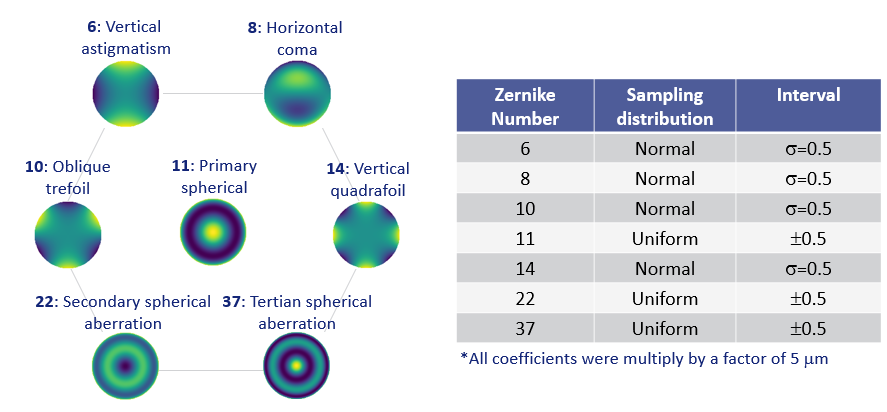 6: Vertical
astigmatism
8: Horizontal
coma
10: Oblique
trefoil
11: Primary
spherical
14: Vertical
quadrafoil
22: Secondary spherical
aberration
37: Tertian spherical
aberration
Zernike
Number
Sampling
distribution
Interval
6 Normal σ=0.5
8 Normal σ=0.5
10 Normal σ=0.5
11 Uniform ±0.5
14 Normal σ=0.5
22 Uniform ±0.5
37 Uniform ±0.5
*All coefficients were multiply by a factor of 5 μm